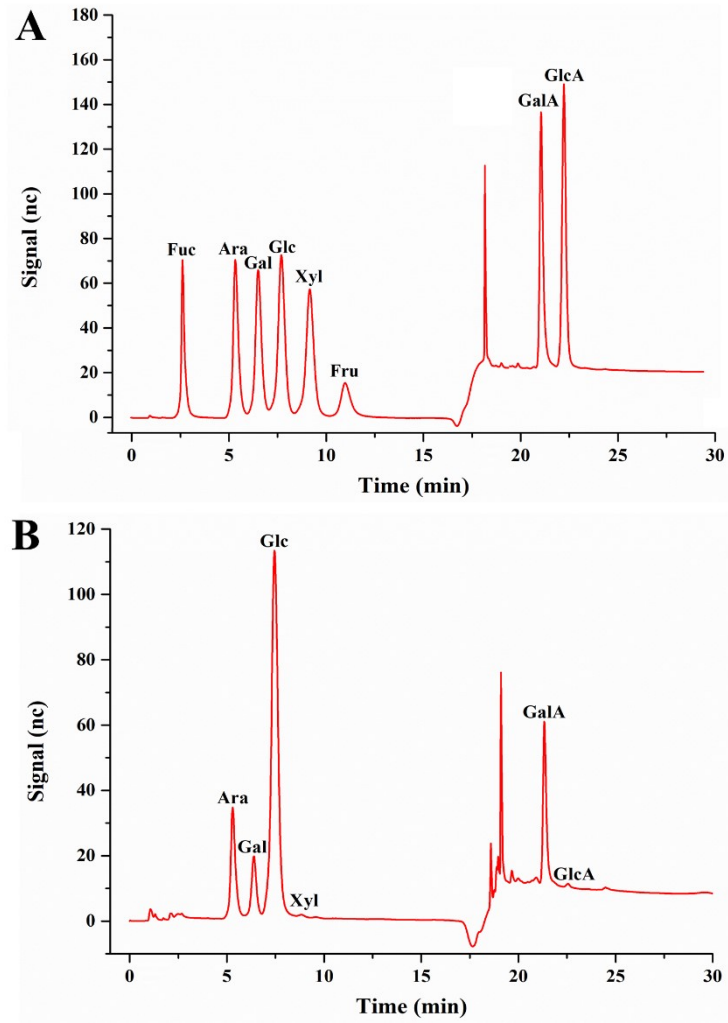 A
180
160
140
120
100
80
60
40
20
0
Signal (nc)
Fuc
Ara
Gal
Glc
Xyl
Fru
GalA
GlcA
0 5 10 15 20 25 30
Time (min)
B
120
100
80
60
40
20
0
Signal (nc)
Ara
Gal
Glc
Xyl
GalA
GlcA
0 5 10 15 20 25 30
Time (min)